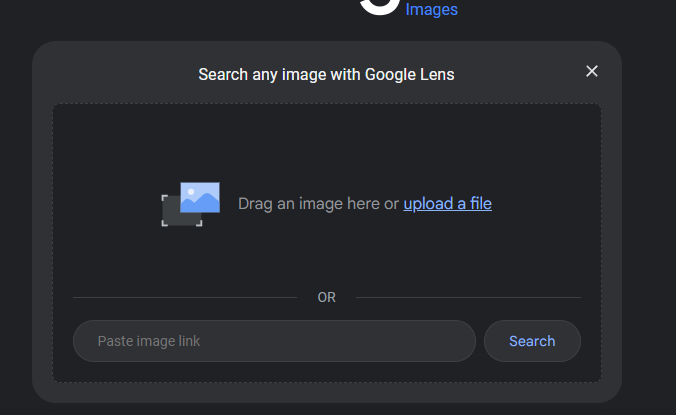 Images
Search any image with Google Lens
Drag an image here or upload a file
OR
Paste image link
Search